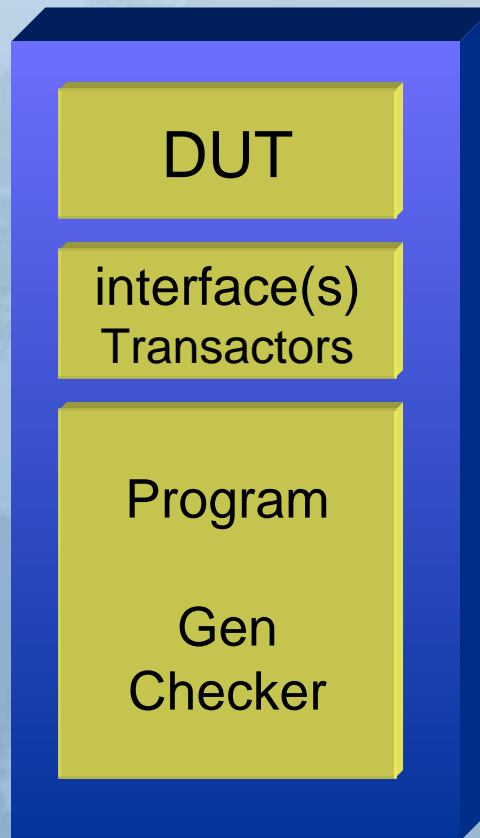 DUT
interface(s)
Transactors
Program
Gen
Checker